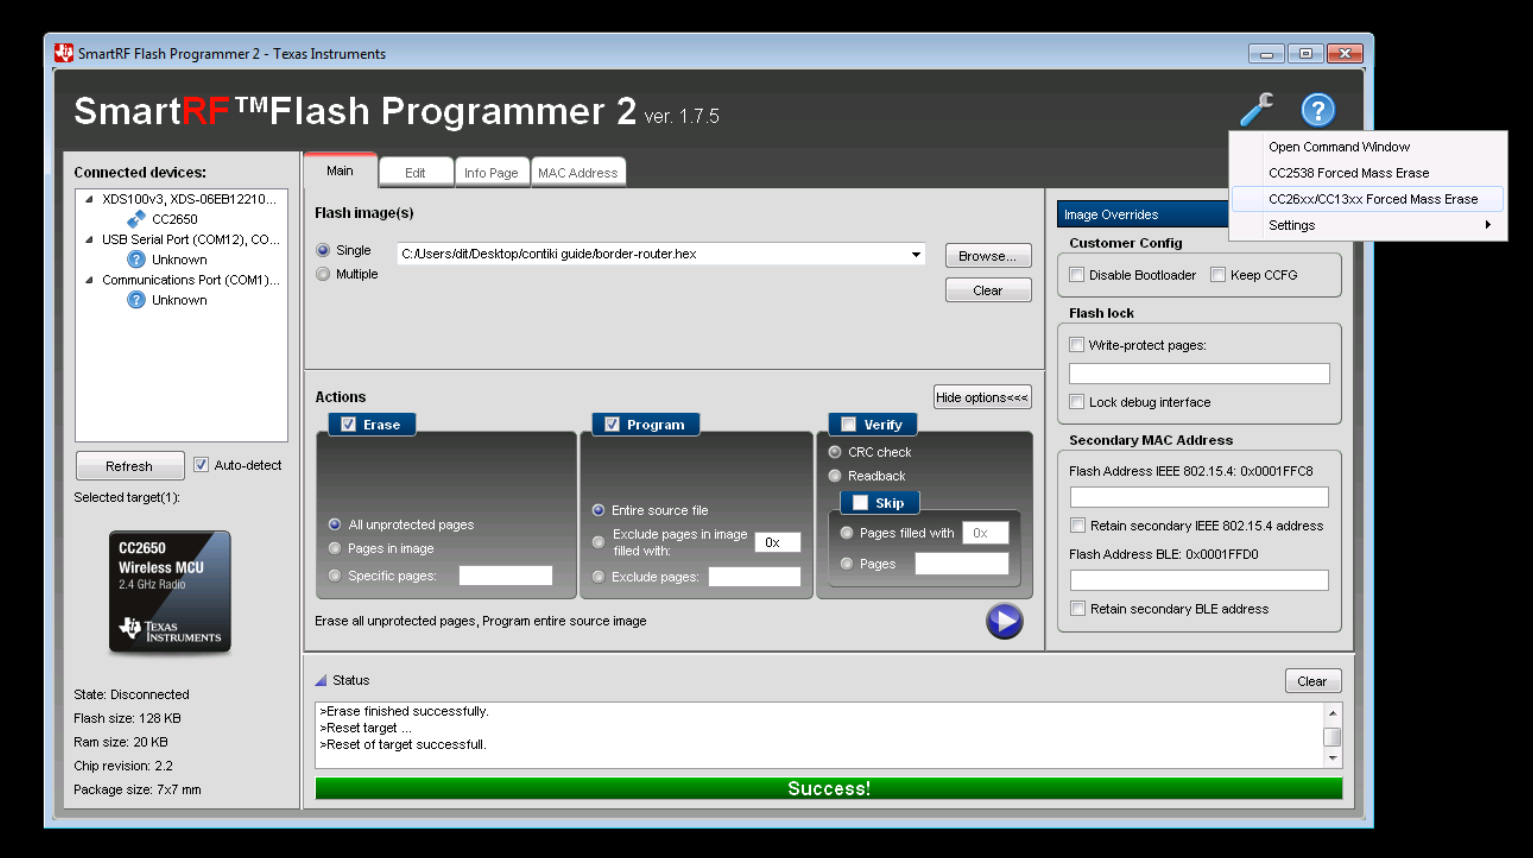 SmartRF Flash Programmer 2 - Texas Instruments
SmartRF™Flash Programmer 2 ver. 1.7.5
Open Command Window
CC2538 Forced Mass Erase
CC26xx/CC13xx Forced Mass Erase
Settings
Connected devices:
XDS100v3, XDS-06EB12210...
CC2650
USB Serial Port (COM12), CO...
Unknown
Communications Port (COM1)...
Unknown
Refresh
Auto-detect
Selected target(1):
CC2650
Wireless MCU
2.4 GHz Radio
TEXAS
INSTRUMENTS
State: Disconnected
Flash size: 128 KB
Ram size: 20 KB
Chip revision: 2.2
Package size: 7x7 mm
Main Edit Info Page MAC Address
Flash image(s)
Single C:/Users/dit/Desktop/contiki guide/border-router.hex Browse...
Multiple
Clear
Actions
Hide options<<<
Erase
All unprotected pages
Pages in image
Specific pages:
Program
Entire source file
Exclude pages in image
filled with: 0x
Exclude pages:
Verify
CRC check
Readback
Skip
Pages filled with 0x
Pages
Erase all unprotected pages, Program entire source image
Image Overrides
Customer Config
Disable Bootloader Keep CCFG
Flash lock
Write-protect pages:
Lock debug interface
Secondary MAC Address
Flash Address IEEE 802.15.4: 0x0001FFC8
Retain secondary IEEE 802.15.4 address
Flash Address BLE: 0x0001FFD0
Retain secondary BLE address
Status
Clear
>Erase finished successfully.
>Reset target ...
>Reset of target successfull.
Success!